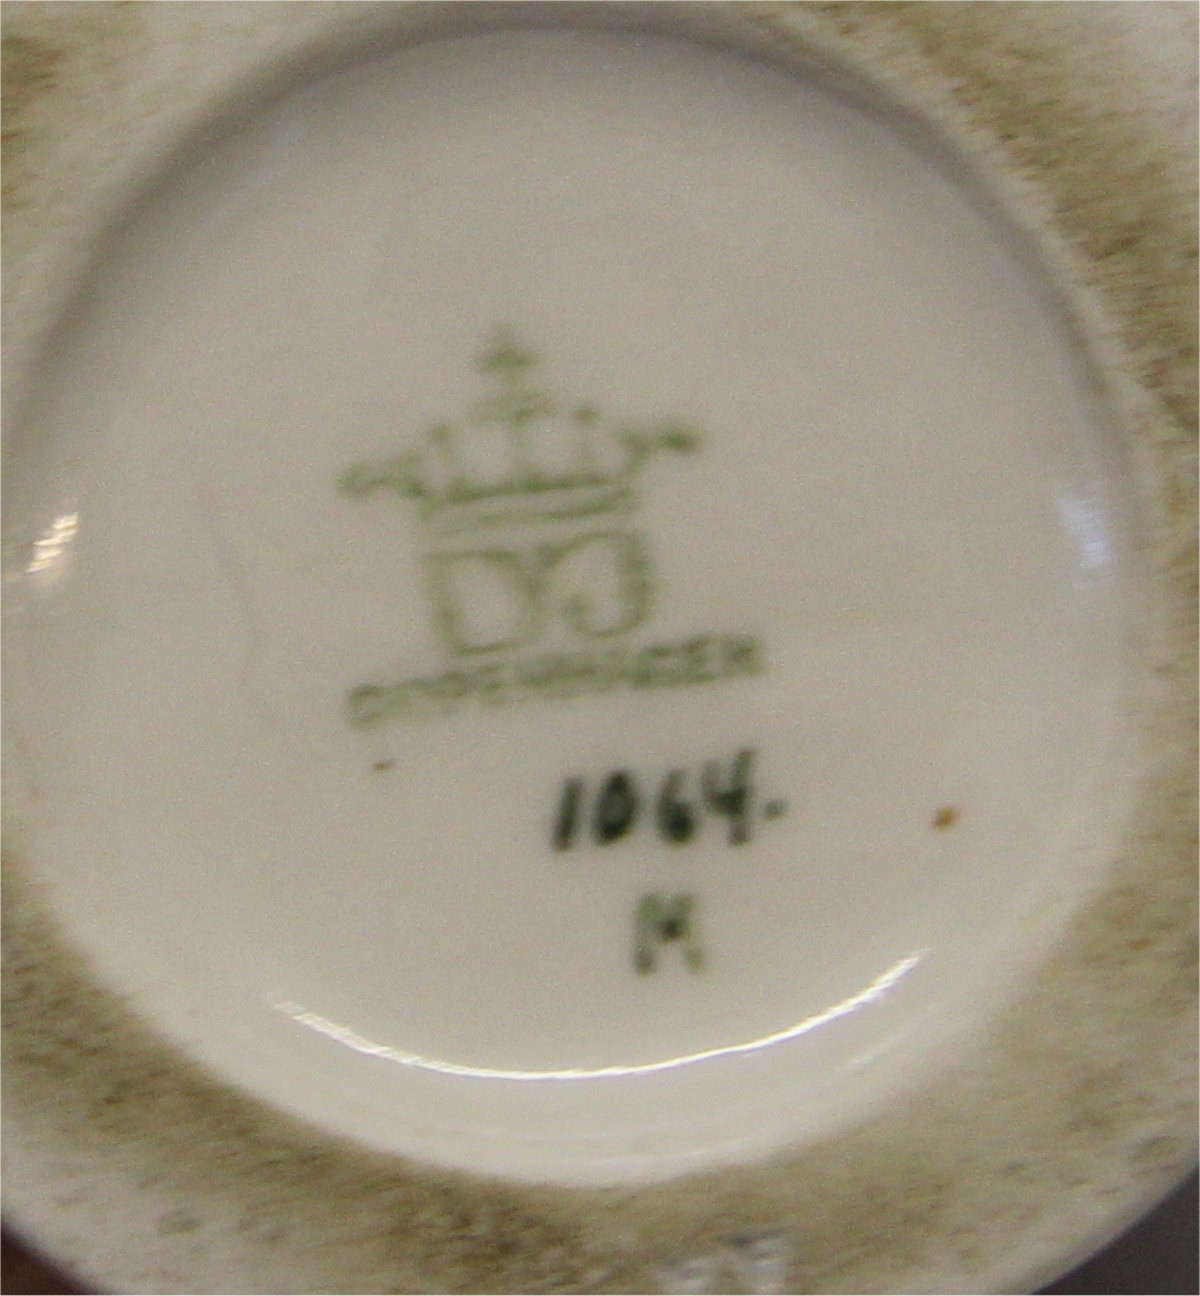 DJ
COPENHAGEN
1064.
H